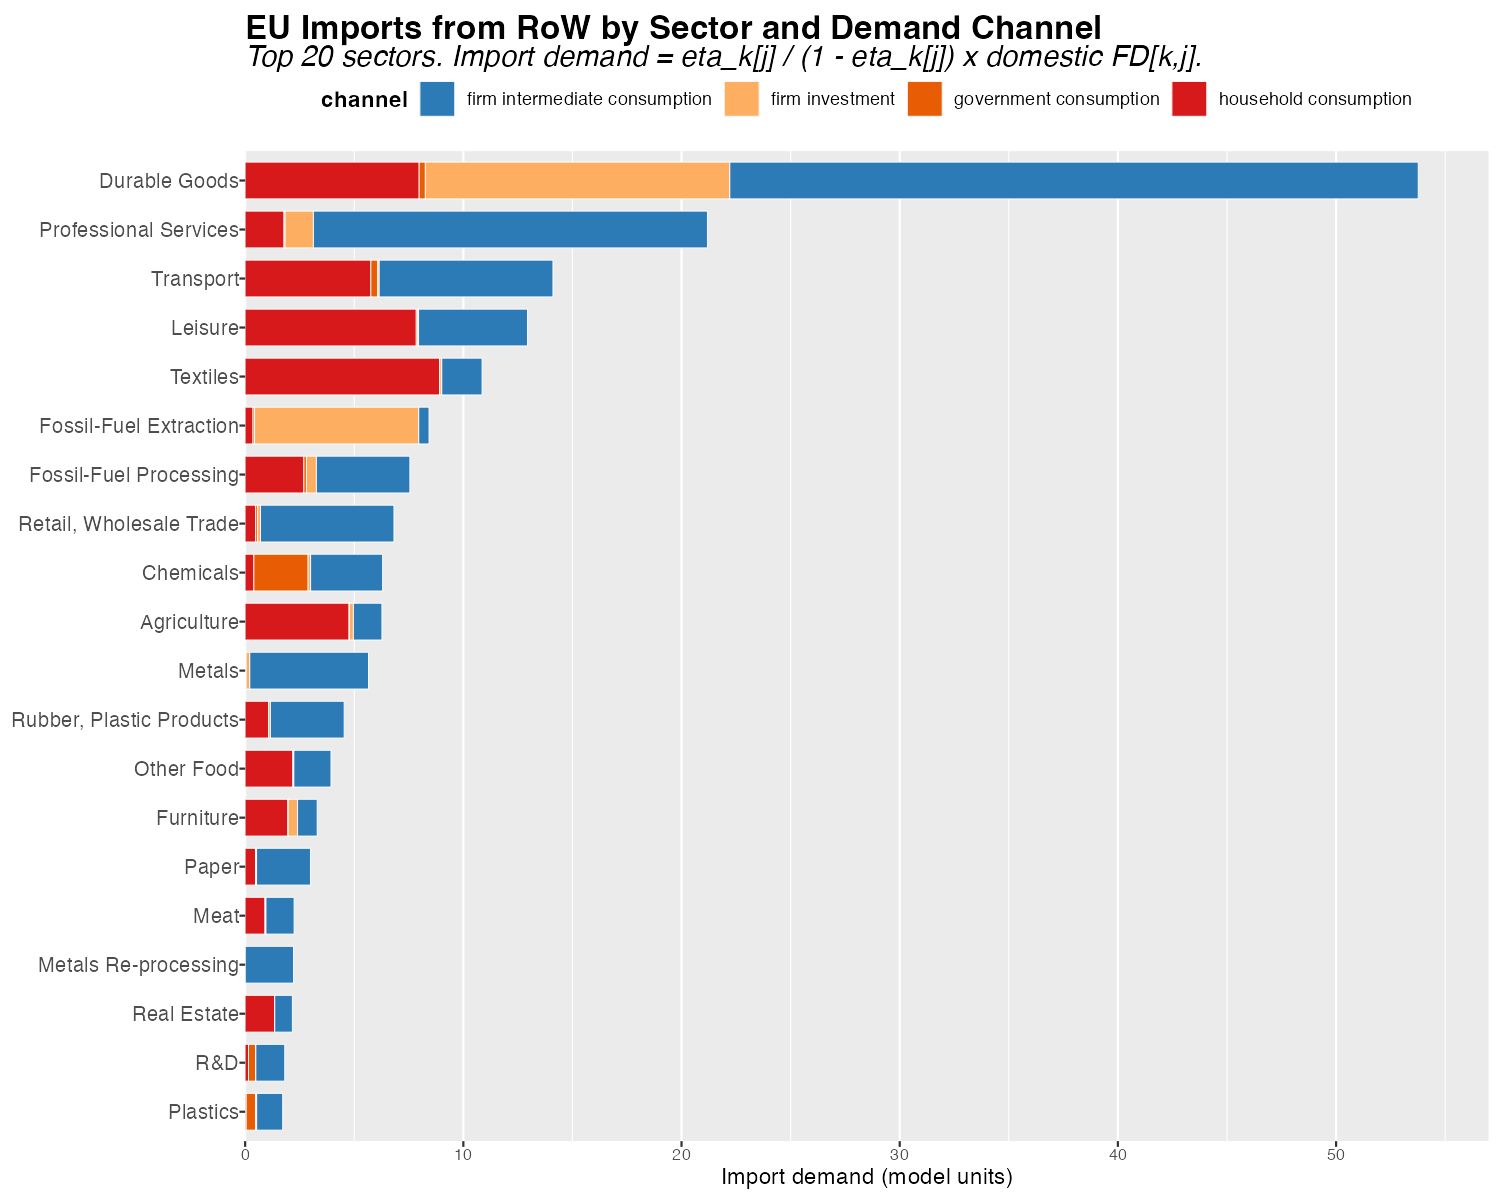 EU Imports from RoW by Sector and Demand Channel
Top 20 sectors. Import demand = eta_k[j] / (1 - eta_k[j]) x domestic FD[k,j].
channel firm intermediate consumption firm investment government consumption household consumption
Durable Goods
Professional Services
Transport
Leisure
Textiles
Fossil-Fuel Extraction
Fossil-Fuel Processing
Retail, Wholesale Trade
Chemicals
Agriculture
Metals
Rubber, Plastic Products
Other Food
Furniture
Paper
Meat
Metals Re-processing
Real Estate
R&D
Plastics
0 10 20 30 40 50
Import demand (model units)